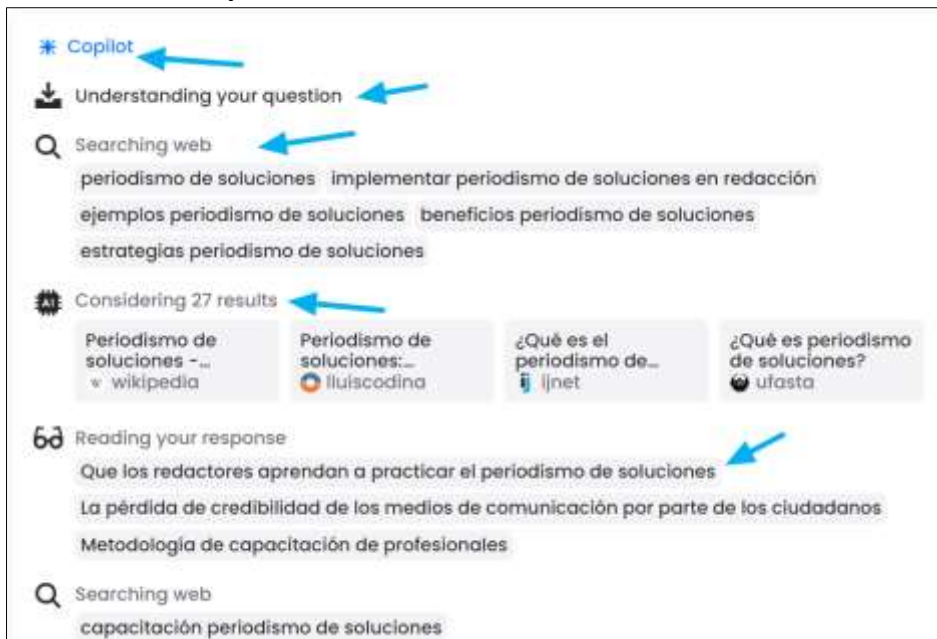 Copilot
Understanding your question
Searching web
periodismo de soluciones implementar periodismo de soluciones en redacción
ejemplos periodismo de soluciones beneficios periodismo de soluciones
estrategias periodismo de soluciones
AI Considering 27 results
Periodismo de soluciones -...
w wikipedia
Periodismo de soluciones:...
lluiscodina
¿Qué es el periodismo de...
ij ijnet
¿Qué es periodismo de soluciones?
ufasta
Reading your response
Que los redactores aprendan a practicar el periodismo de soluciones
La pérdida de credibilidad de los medios de comunicación por parte de los ciudadanos
Metodología de capacitación de profesionales
Searching web
capacitación periodismo de soluciones